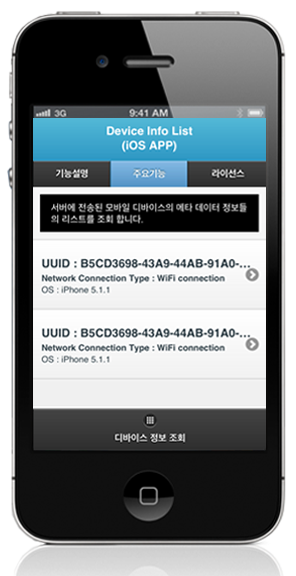 3G 9:41 AM
Device Info List
(iOS APP)
기능설명 주요기능 라이선스
서버에 전송된 모바일 디바이스의 메타 데이터 정보들
의 리스트를 조회 합니다.
UUID : B5CD3698-43A9-44AB-91A0-...
Network Connection Type : WiFi connection
OS : iPhone 5.1.1
UUID : B5CD3698-43A9-44AB-91A0-...
Network Connection Type : WiFi connection
OS : iPhone 5.1.1
디바이스 정보 조회